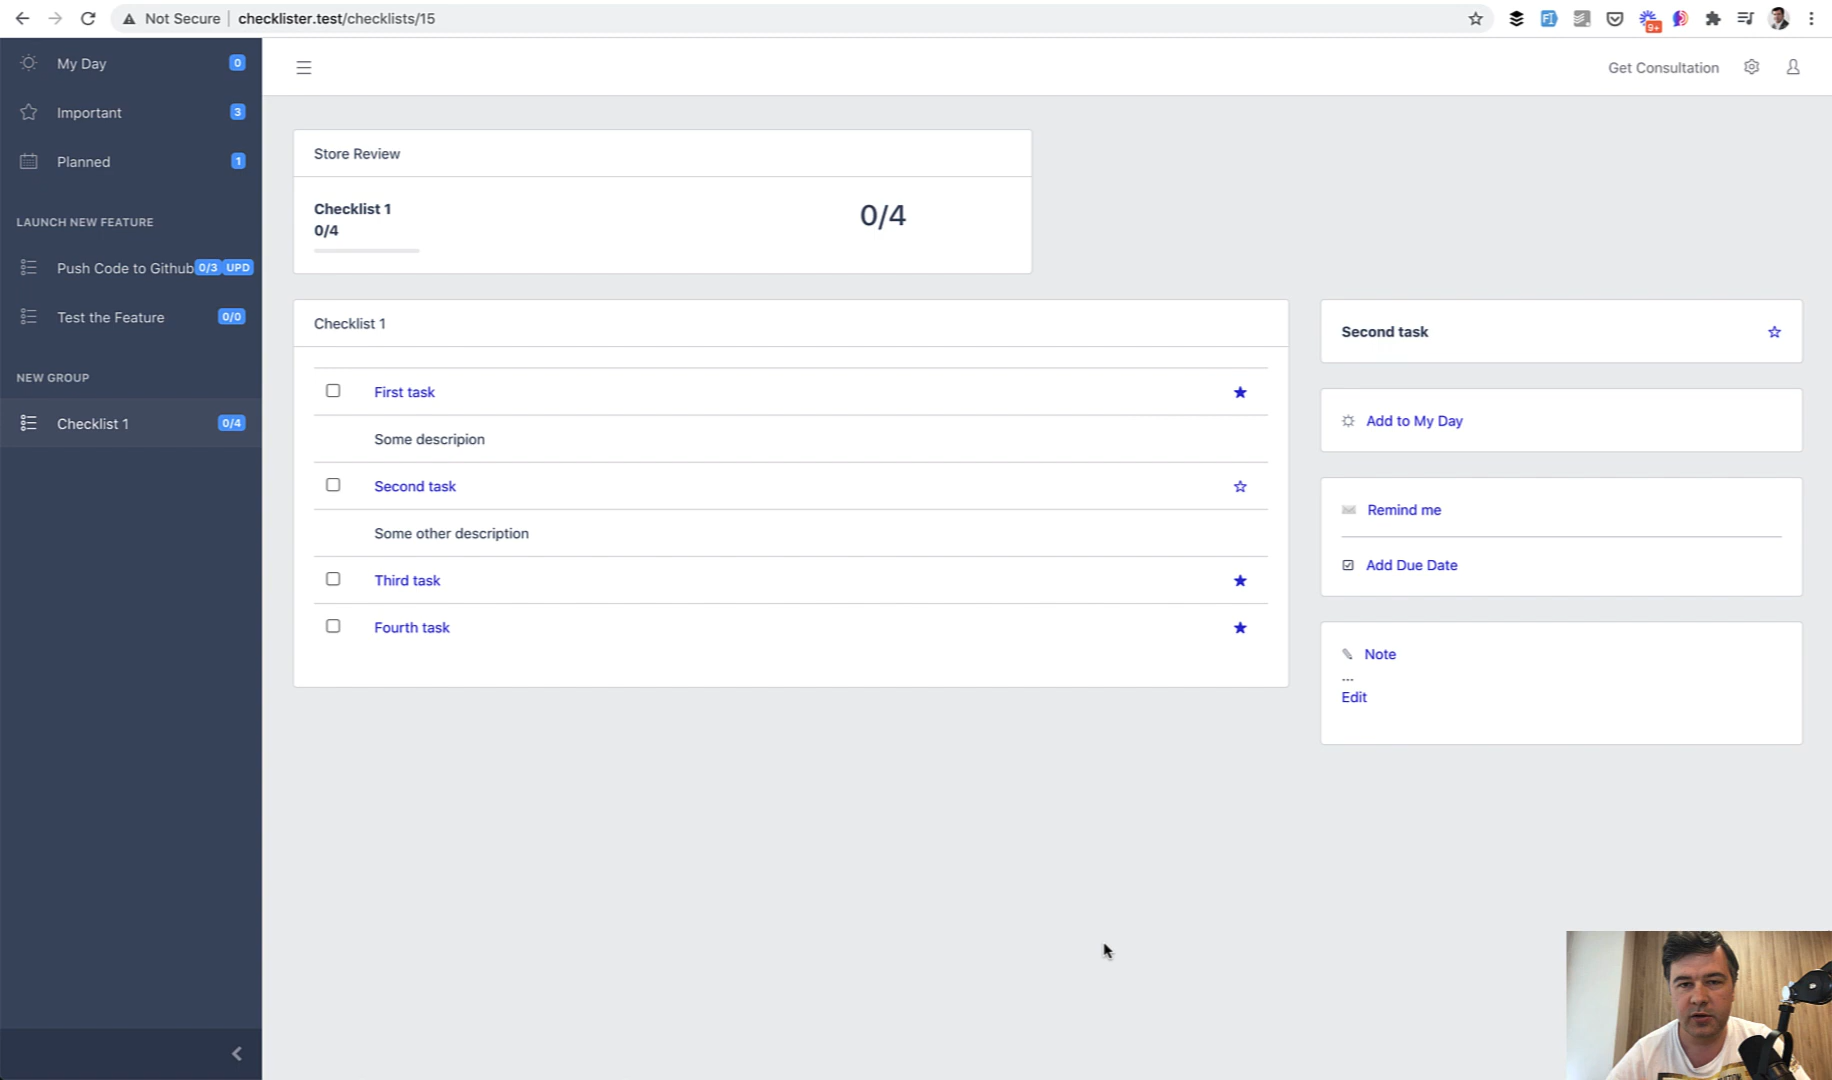 Not Secure checklister.test/checklists/15
9+
My Day 0
Important 3
Planned 1
LAUNCH NEW FEATURE
Push Code to Github 0/3 UPD
Test the Feature 0/0
NEW GROUP
Checklist 1 0/4
Get Consultation
Store Review
Checklist 1
0/4
0/4
Checklist 1
First task
Some descripion
Second task
Some other description
Third task
Fourth task
Second task
Add to My Day
Remind me
Add Due Date
Note
...
Edit